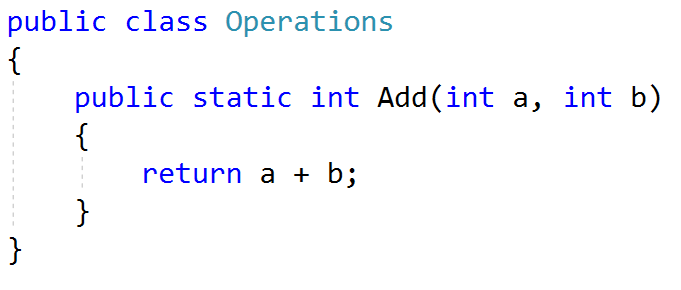 public class Operations
{
    public static int Add(int a, int b)
    {
        return a + b;
    }
}